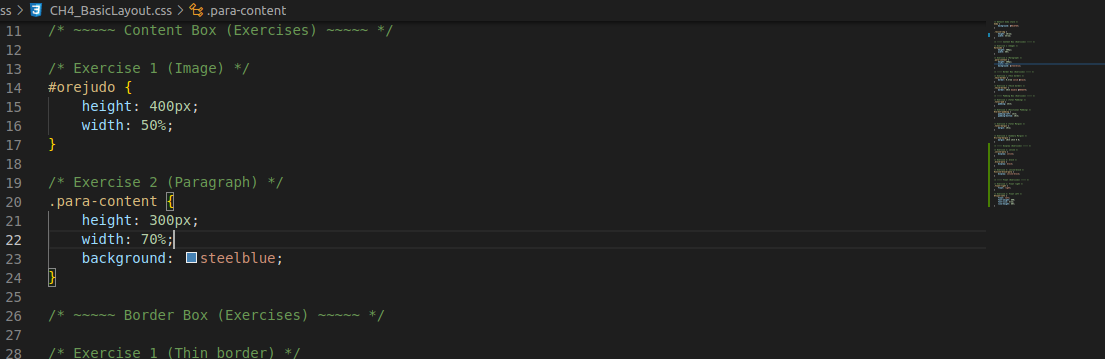 ss > CH4_BasicLayout.css > .para-content
11 /* ~~~~~ Content Box (Exercises) ~~~~~ */
12
13 /* Exercise 1 (Image) */
14 #orejudo {
15 height: 400px;
16 width: 50%;
17 }
18
19 /* Exercise 2 (Paragraph) */
20 .para-content {
21 height: 300px;
22 width: 70%;
23 background: steelblue;
24 }
25
26 /* ~~~~~ Border Box (Exercises) ~~~~~ */
27
28 /* Exercise 1 (Thin border) */